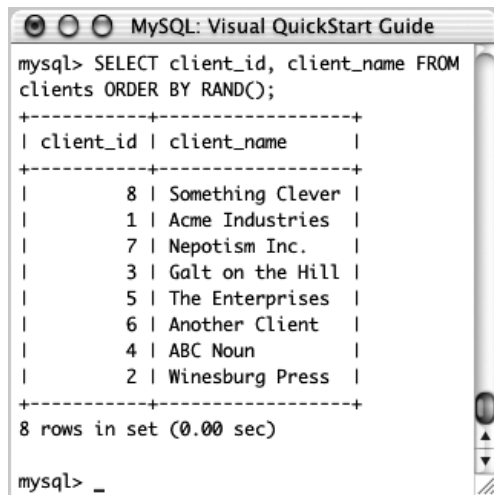 MySQL: Visual QuickStart Guide
mysql> SELECT client_id, client_name FROM
clients ORDER BY RAND();
+-----------+------------------+
| client_id | client_name      |
+-----------+------------------+
|         8 | Something Clever |
|         1 | Acme Industries  |
|         7 | Nepotism Inc.    |
|         3 | Galt on the Hill |
|         5 | The Enterprises  |
|         6 | Another Client   |
|         4 | ABC Noun         |
|         2 | Winesburg Press  |
+-----------+------------------+
8 rows in set (0.00 sec)
mysql> _